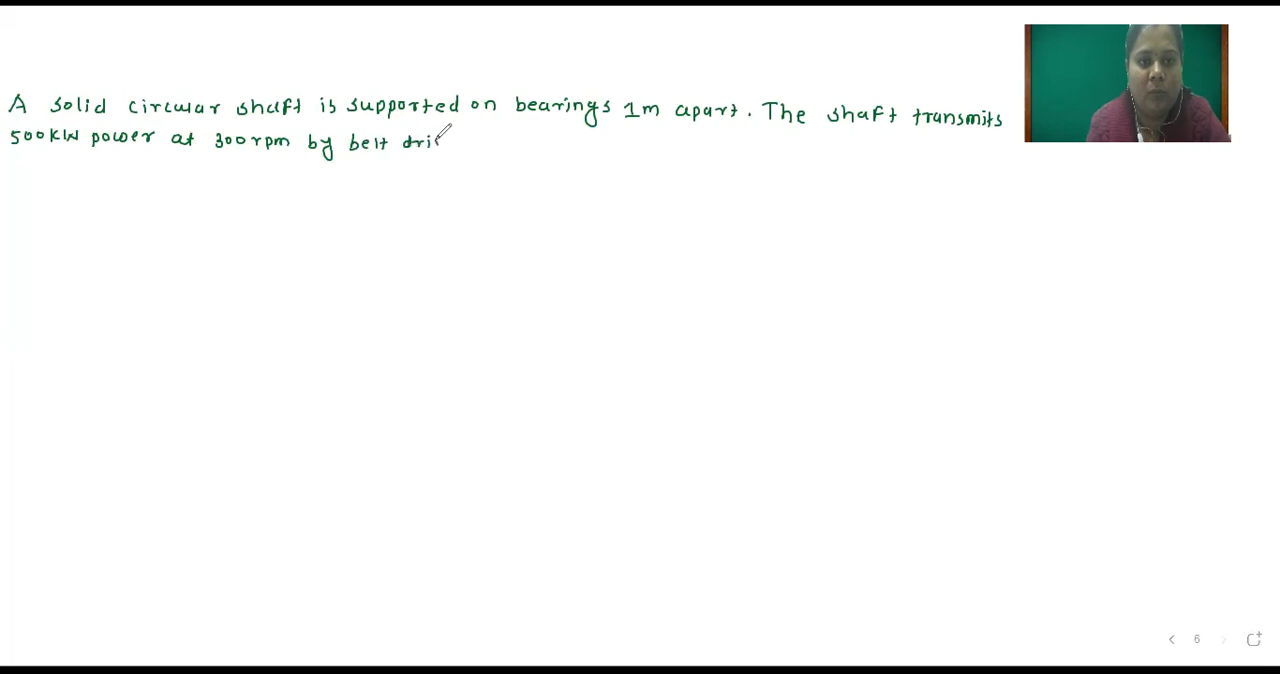 A solid circular shaft is supported on bearings 1m apart. The shaft transmits
500kW power at 300rpm by belt dri
6